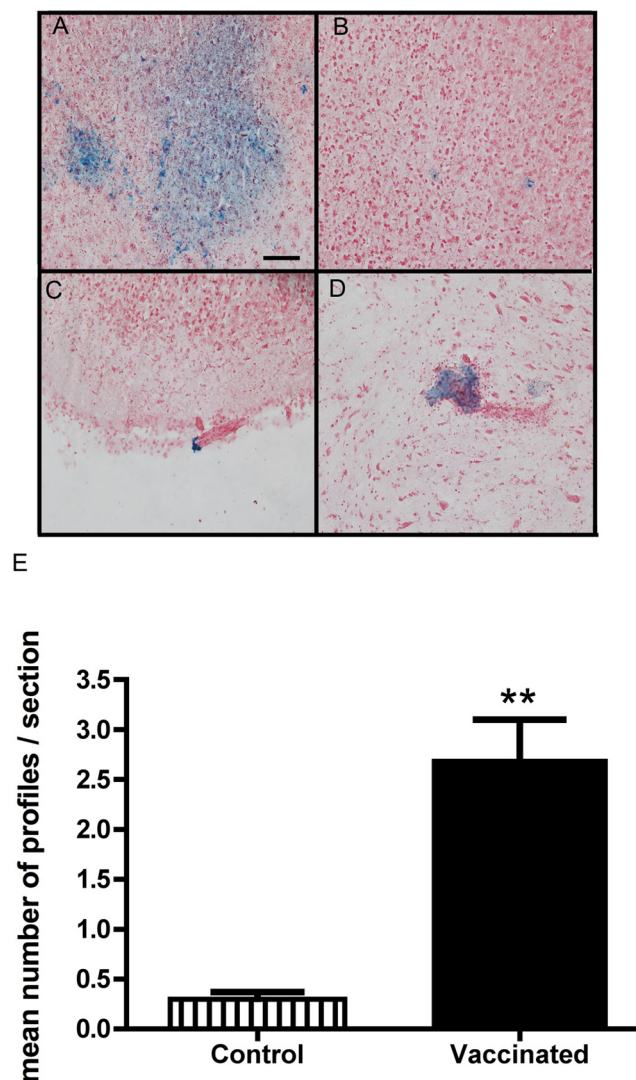 A
B
C
D
E
mean number of profiles / section
3.5
3.0
2.5
2.0
1.5
1.0
0.5
0.0
**
Control
Vaccinated